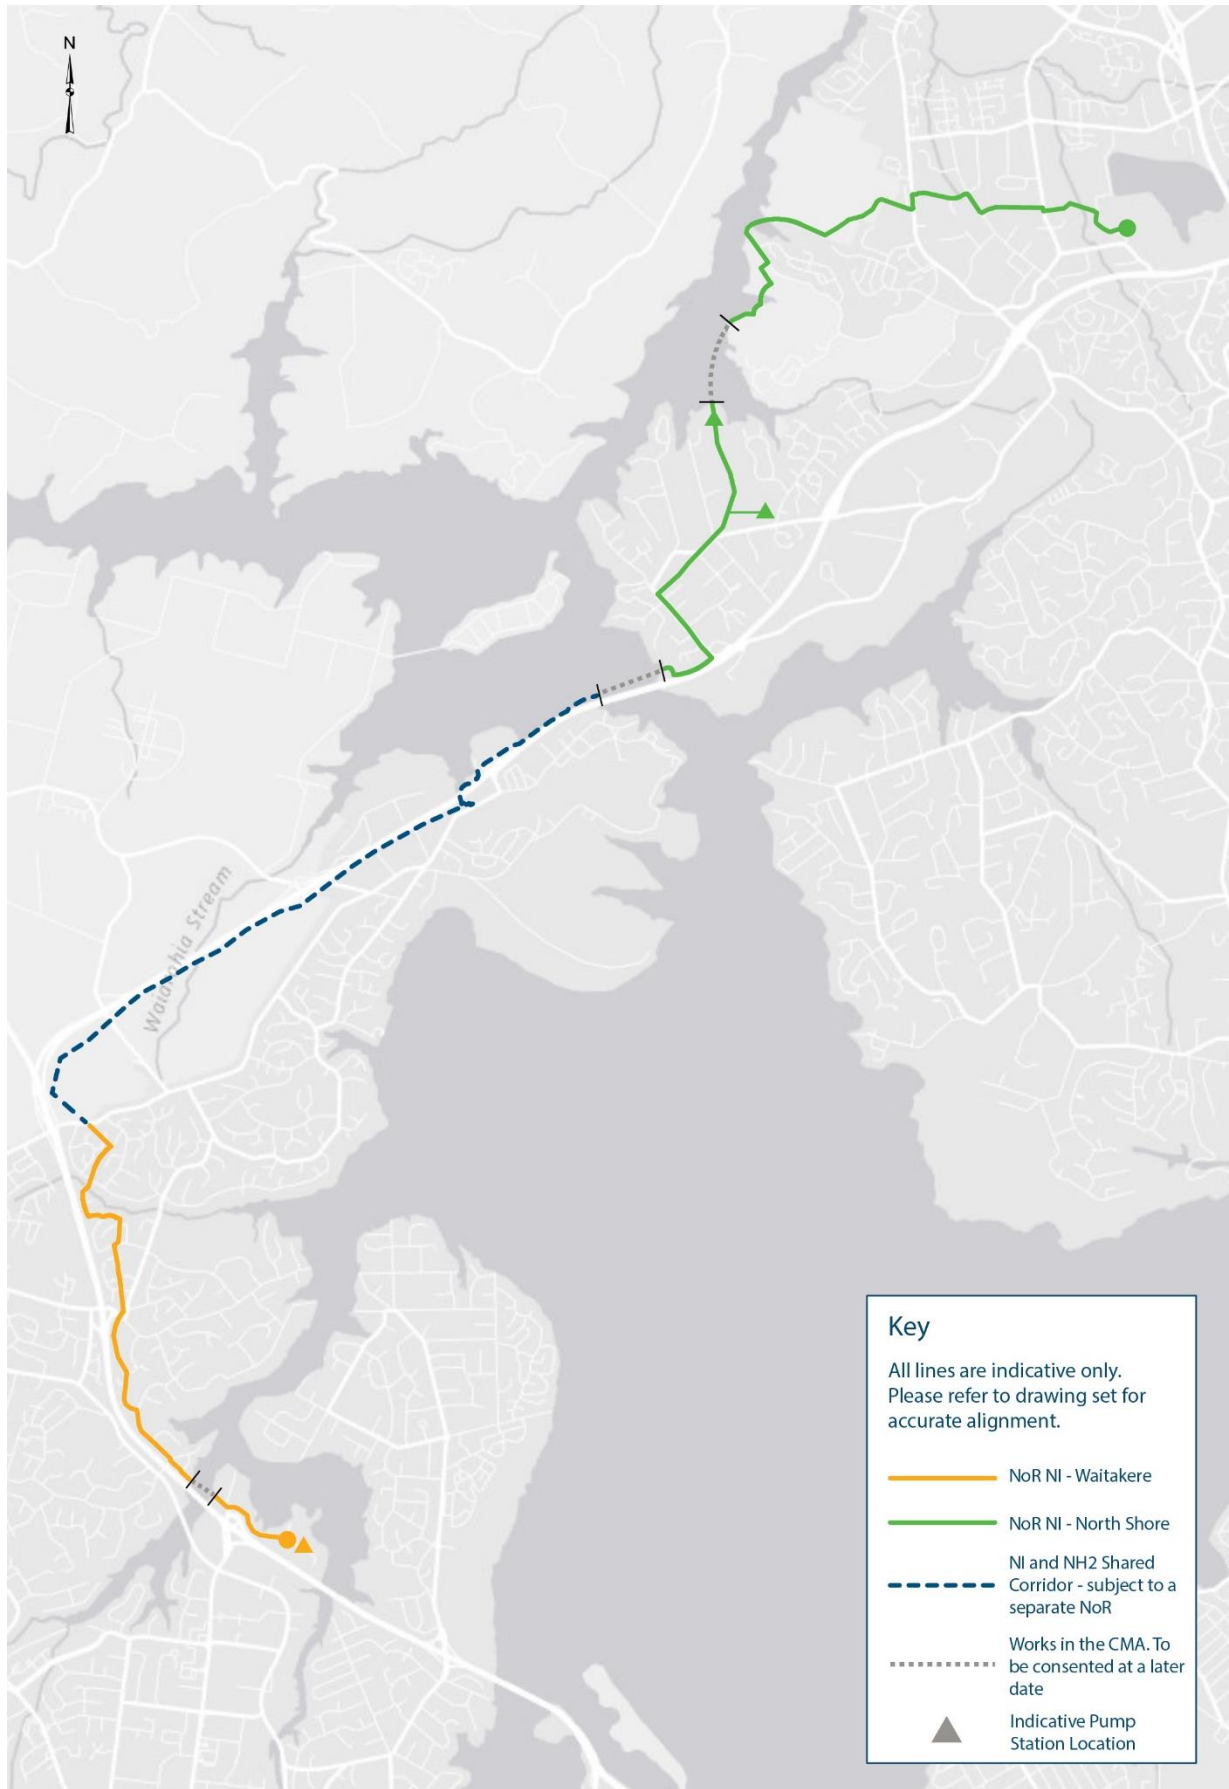 N
Waiarohia Stream
Key
All lines are indicative only.
Please refer to drawing set for
accurate alignment.
NoR NI - Waitakere
NoR NI - North Shore
NI and NH2 Shared
Corridor - subject to a
separate NoR
Works in the CMA. To
be consented at a later
date
Indicative Pump
Station Location